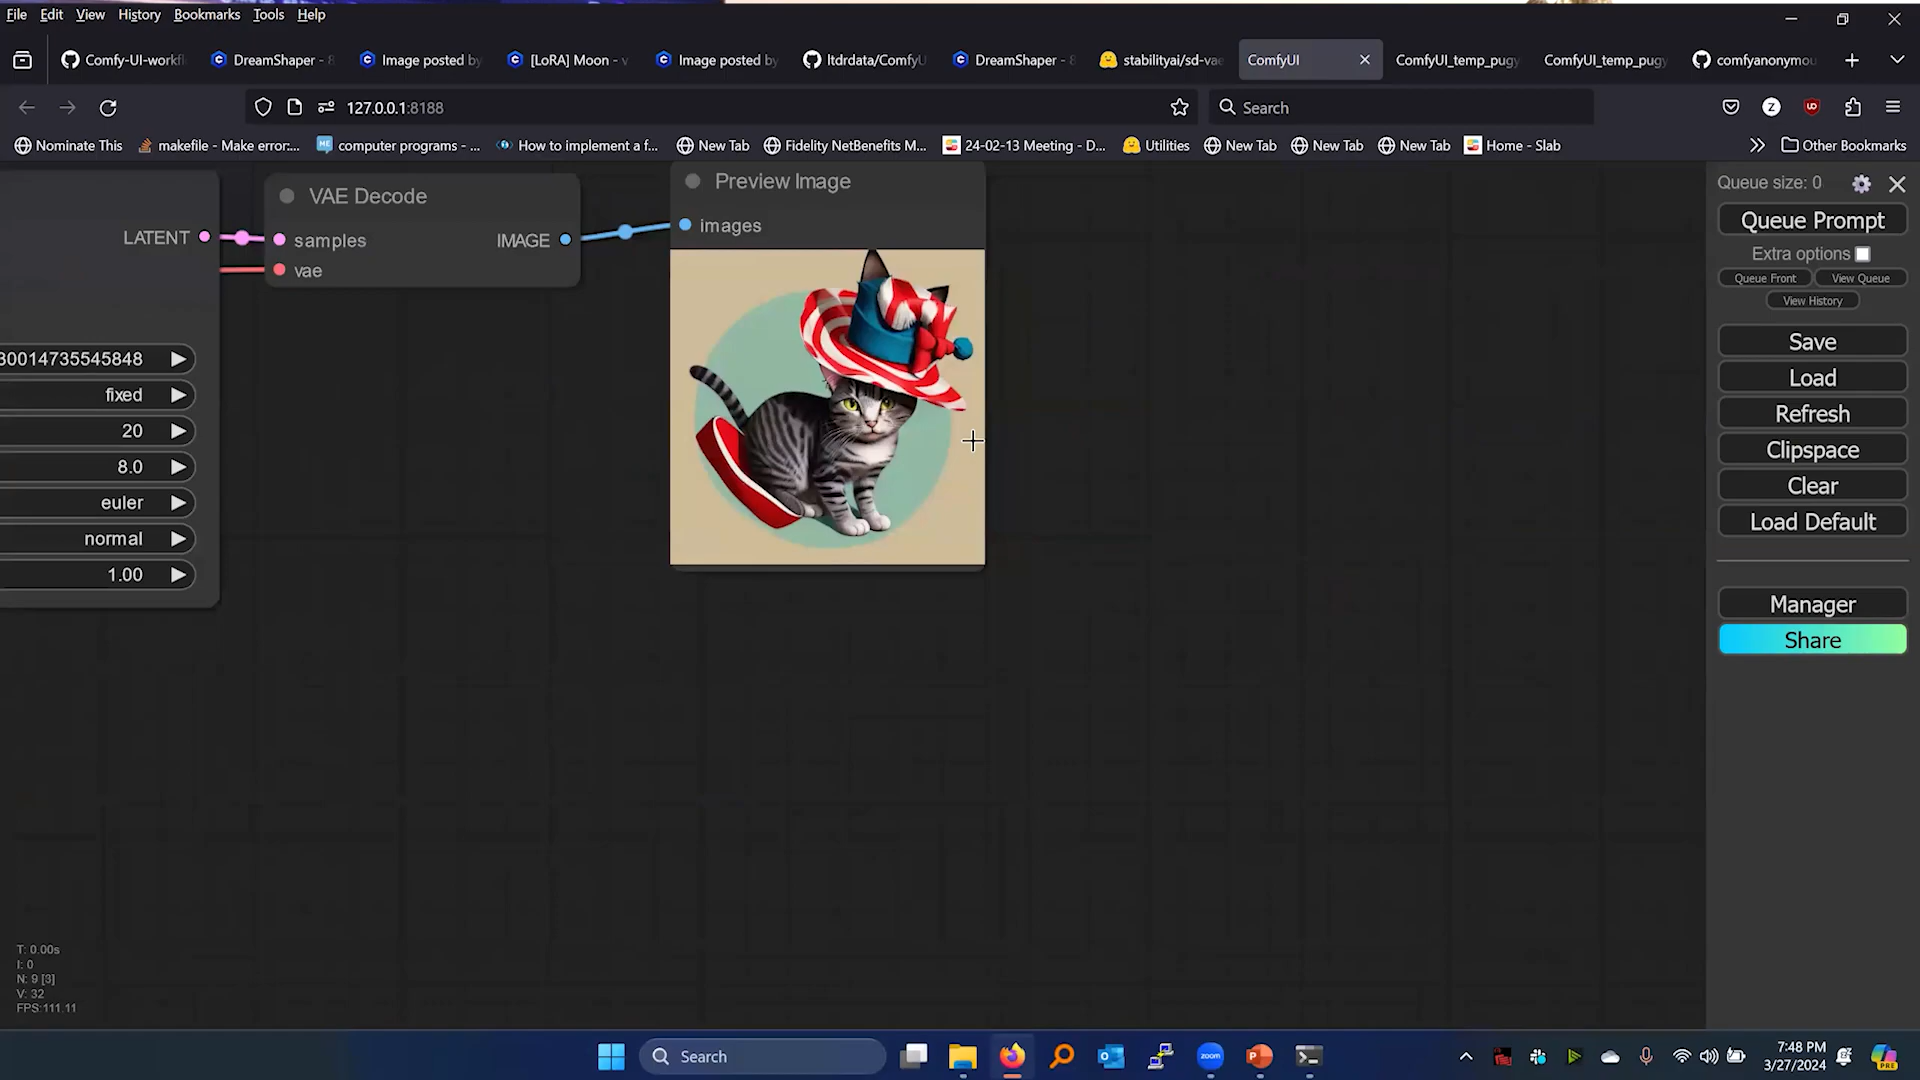 File Edit View History Bookmarks Tools Help
Comfy-UI-workfl DreamShaper - 8 Image posted by [LoRA] Moon - v Image posted by ltdrdata/ComfyU DreamShaper - 8 stabilityai/sd-vae ComfyUI ComfyUI_temp_pugy ComfyUI_temp_pugy comfyanonymou
127.0.0.1:8188 Search
Nominate This makefile - Make error:... computer programs - ... How to implement a f... New Tab Fidelity NetBenefits M... 24-02-13 Meeting - D... Utilities New Tab New Tab New Tab Home - Slab Other Bookmarks
VAE Decode
LATENT samples IMAGE
vae
Preview Image
images
30014735545848
fixed
20
8.0
euler
normal
1.00
Queue size: 0
Queue Prompt
Extra options
Queue Front View Queue
View History
Save
Load
Refresh
Clipspace
Clear
Load Default
Manager
Share
T: 0.00s
I: 0
N: 9 [3]
V: 32
FPS:111.11
Search
zoom
7:48 PM
3/27/2024
PRE